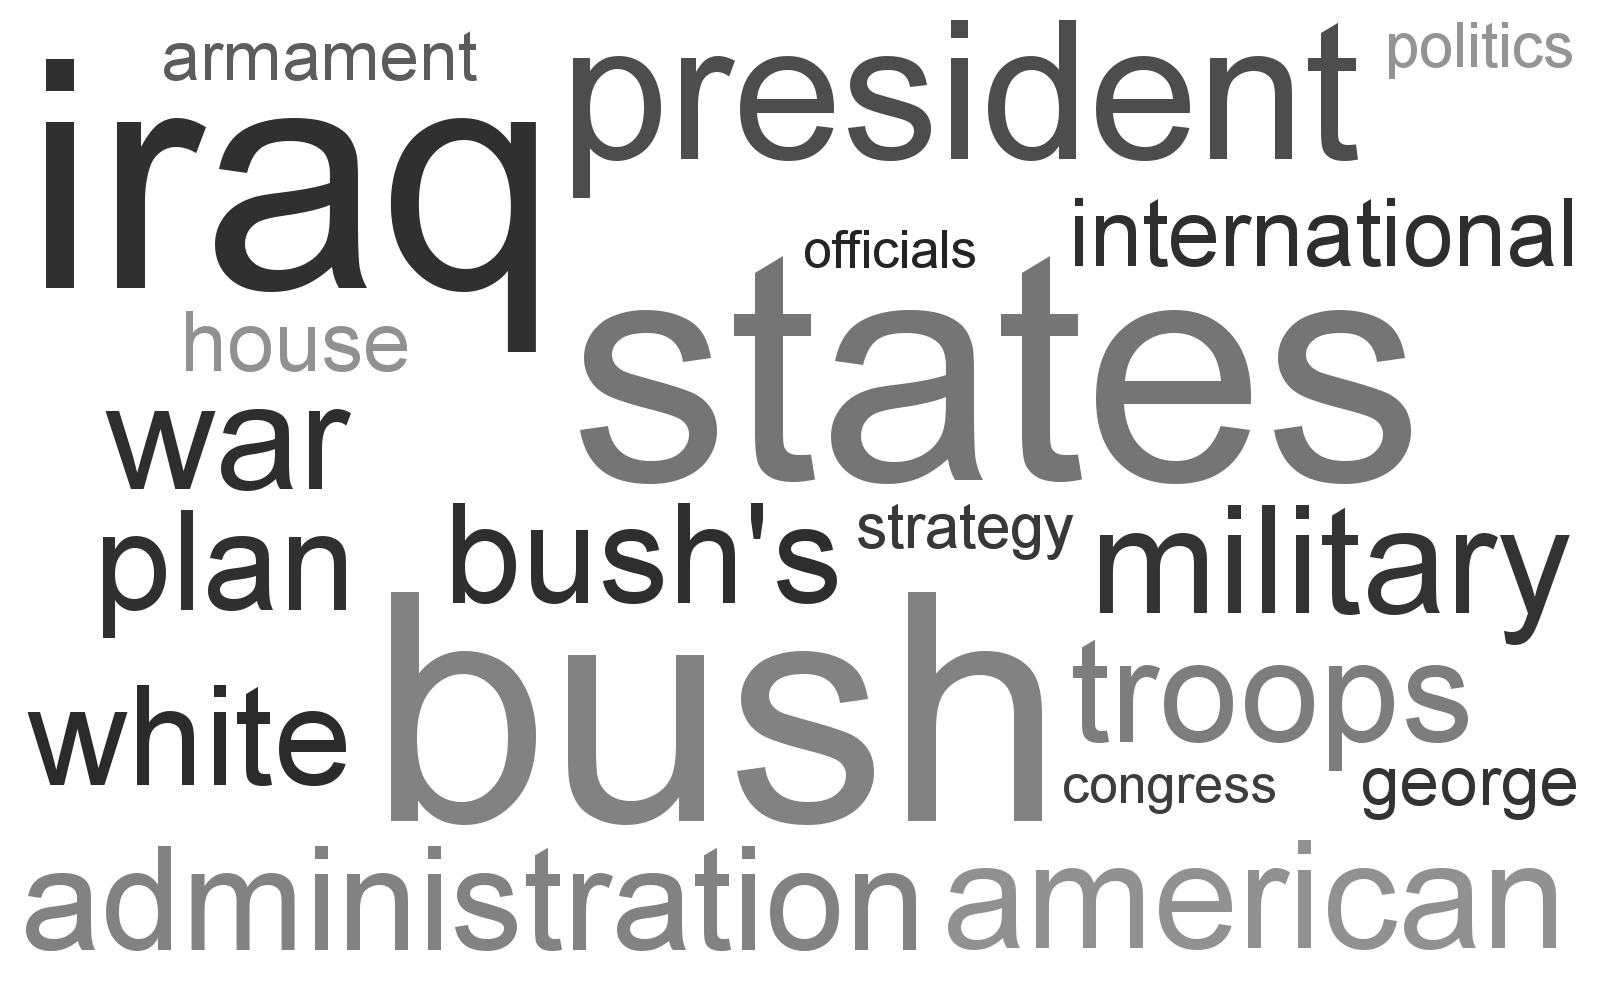 armament
president
politics
iraq
international
officials
states
house
war
plan
bush's
strategy
military
bush
troops
white
congress
george
administration
american